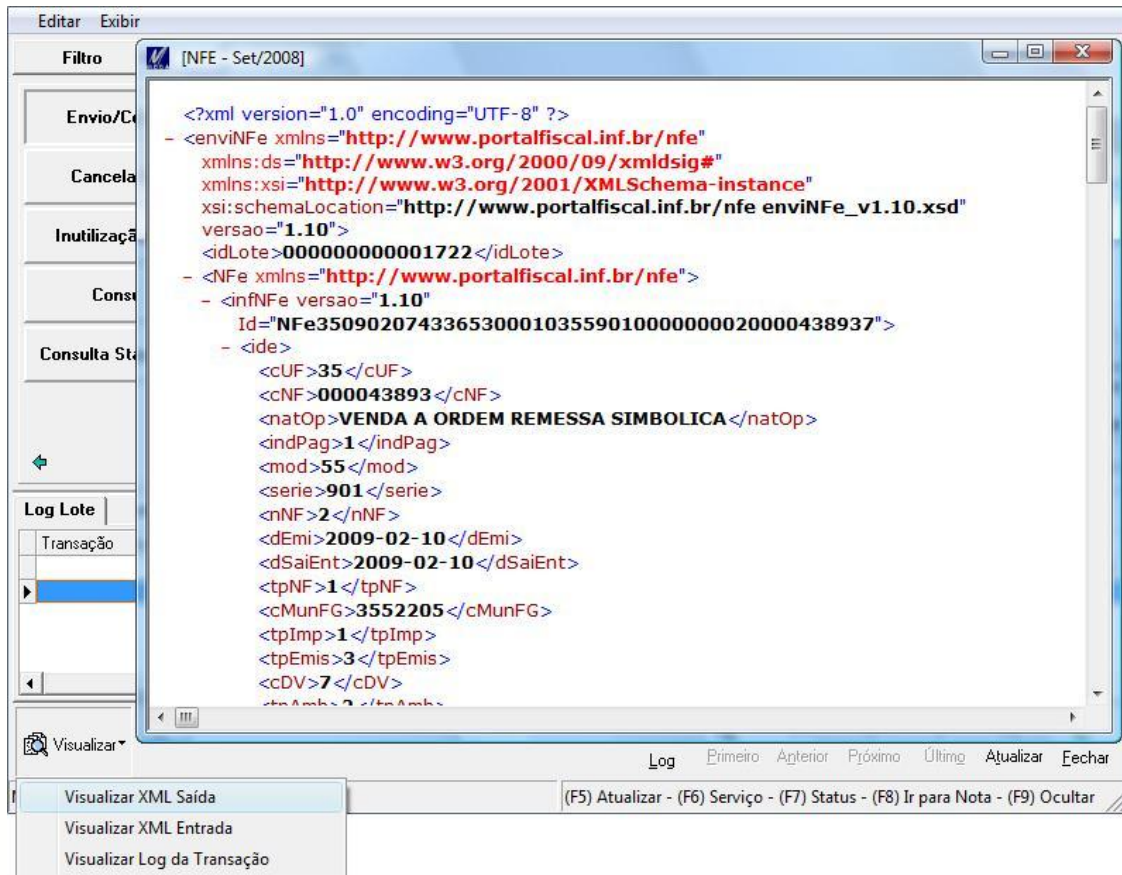 Editar Exibir
Filtro
[NFE - Set/2008]
Envio/C
Cancela
Inutilizaçã
Consu
Consulta Sta
<?xml version="1.0" encoding="UTF-8" ?>
- <enviNFe xmlns="http://www.portalfiscal.inf.br/nfe"
xmlns:ds="http://www.w3.org/2000/09/xmldsig#"
xmlns:xsi="http://www.w3.org/2001/XMLSchema-instance"
xsi:schemaLocation="http://www.portalfiscal.inf.br/nfe enviNFe_v1.10.xsd"
versao="1.10">
<idLote>000000000001722</idLote>
- <NFe xmlns="http://www.portalfiscal.inf.br/nfe">
- <infNFe versao="1.10"
Id="NFe35090207433653000103559010000000020000438937">
- <ide>
<cUF>35</cUF>
<cNF>000043893</cNF>
<natOp>VENDA A ORDEM REMESSA SIMBOLICA</natOp>
<indPag>1</indPag>
<mod>55</mod>
<serie>901</serie>
<nNF>2</nNF>
<dEmi>2009-02-10</dEmi>
<dSaiEnt>2009-02-10</dSaiEnt>
<tpNF>1</tpNF>
<cMunFG>3552205</cMunFG>
<tpImp>1</tpImp>
<tpEmis>3</tpEmis>
<cDV>7</cDV>
<tpAmb>2</tpAmb>
Log Lote
Transação
Visualizar
Log Primeiro Anterior Próximo Último Atualizar Fechar
(F5) Atualizar - (F6) Serviço - (F7) Status - (F8) Ir para Nota - (F9) Ocultar
Visualizar XML Saída
Visualizar XML Entrada
Visualizar Log da Transação